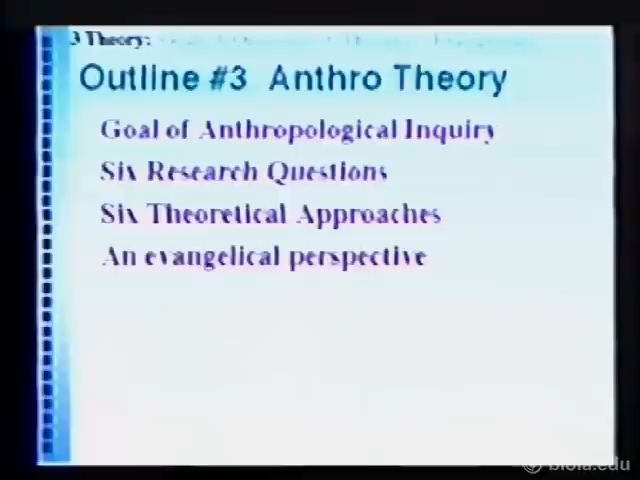 3 Theory:
Outline #3 Anthro Theory
Goal of Anthropological Inquiry
Six Research Questions
Six Theoretical Approaches
An evangelical perspective
biola.edu